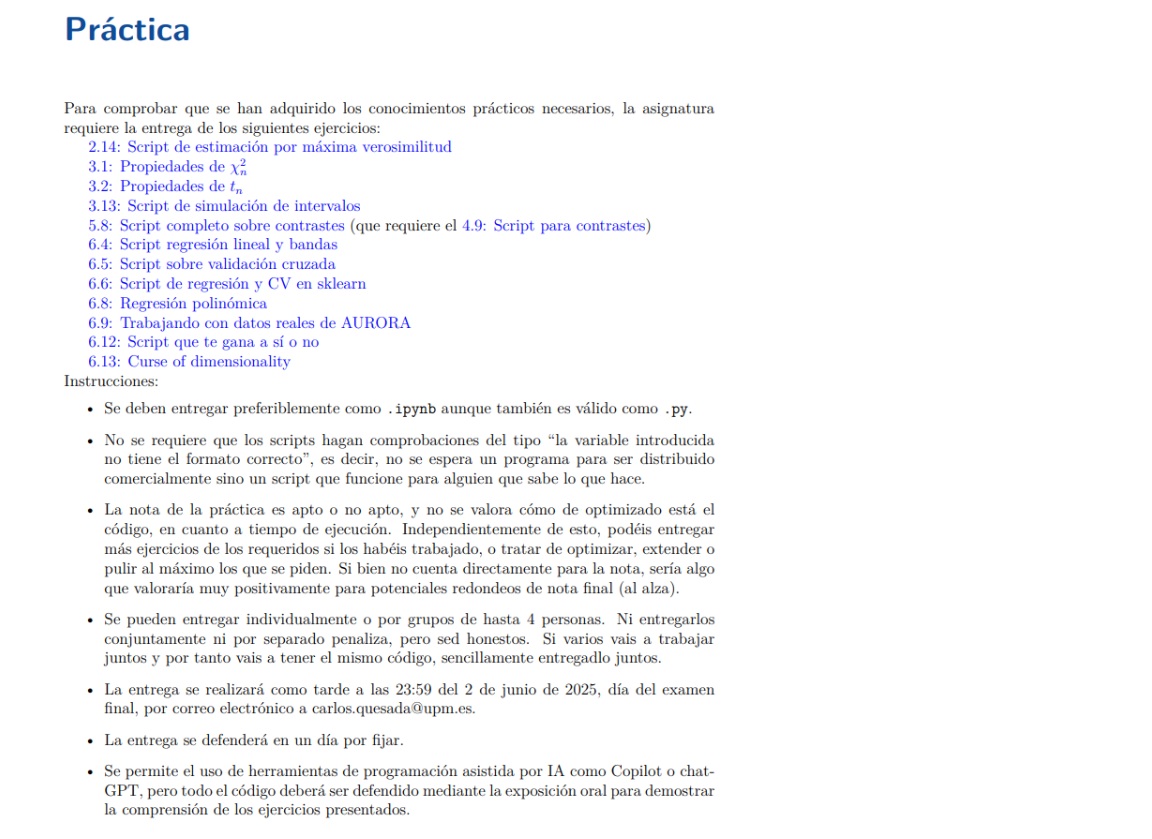 Práctica
Para comprobar que se han adquirido los conocimientos prácticos necesarios, la asignatura
requiere la entrega de los siguientes ejercicios:
2.14: Script de estimación por máxima verosimilitud
3.1: Propiedades de χ²ₙ
3.2: Propiedades de tₙ
3.13: Script de simulación de intervalos
5.8: Script completo sobre contrastes (que requiere el 4.9: Script para contrastes)
6.4: Script regresión lineal y bandas
6.5: Script sobre validación cruzada
6.6: Script de regresión y CV en sklearn
6.8: Regresión polinómica
6.9: Trabajando con datos reales de AURORA
6.12: Script que te gana a sí o no
6.13: Curse of dimensionality
Instrucciones:
• Se deben entregar preferiblemente como .ipynb aunque también es válido como .py.
• No se requiere que los scripts hagan comprobaciones del tipo “la variable introducida
no tiene el formato correcto”, es decir, no se espera un programa para ser distribuido
comercialmente sino un script que funcione para alguien que sabe lo que hace.
• La nota de la práctica es apto o no apto, y no se valora cómo de optimizado está el
código, en cuanto a tiempo de ejecución. Independientemente de esto, podéis entregar
más ejercicios de los requeridos si los habéis trabajado, o tratar de optimizar, extender o
pulir al máximo los que se piden. Si bien no cuenta directamente para la nota, sería algo
que valoraría muy positivamente para potenciales redondeos de nota final (al alza).
• Se pueden entregar individualmente o por grupos de hasta 4 personas. Ni entregarlos
conjuntamente ni por separado penaliza, pero sed honestos. Si varios vais a trabajar
juntos y por tanto vais a tener el mismo código, sencillamente entregadlo juntos.
• La entrega se realizará como tarde a las 23:59 del 2 de junio de 2025, día del examen
final, por correo electrónico a carlos.quesada@upm.es.
• La entrega se defenderá en un día por fijar.
• Se permite el uso de herramientas de programación asistida por IA como Copilot o chat-
GPT, pero todo el código deberá ser defendido mediante la exposición oral para demostrar
la comprensión de los ejercicios presentados.